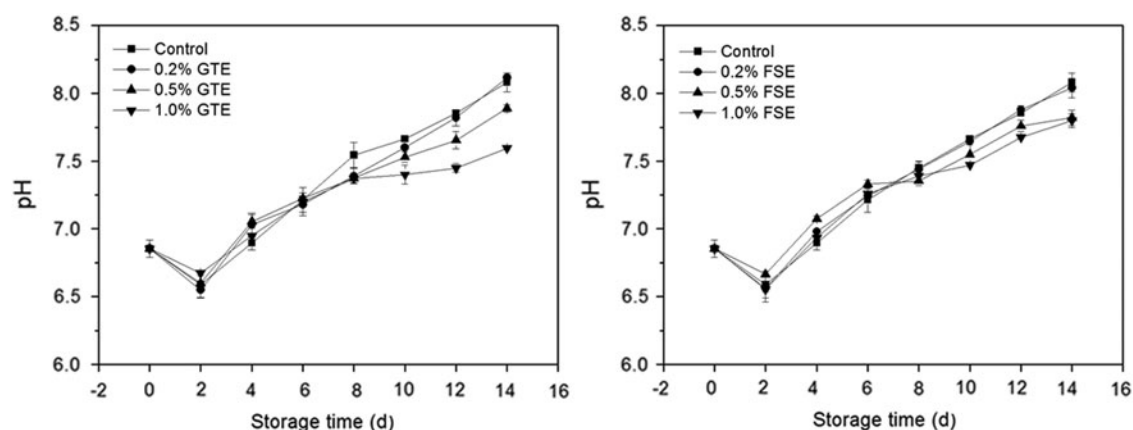 8.5
8.0
7.5
7.0
6.5
6.0
pH
Control
0.2% GTE
0.5% GTE
1.0% GTE
-2 0 2 4 6 8 10 12 14 16
Storage time (d)
8.5
8.0
7.5
7.0
6.5
6.0
pH
Control
0.2% FSE
0.5% FSE
1.0% FSE
-2 0 2 4 6 8 10 12 14 16
Storage time (d)